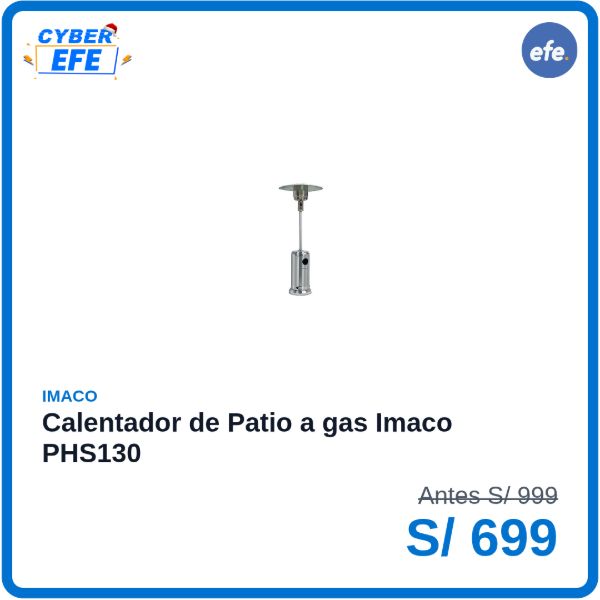 CYBER
EFE
efe.
IMACO
Calentador de Patio a gas Imaco
PHS130
Antes S/ 999
S/ 699